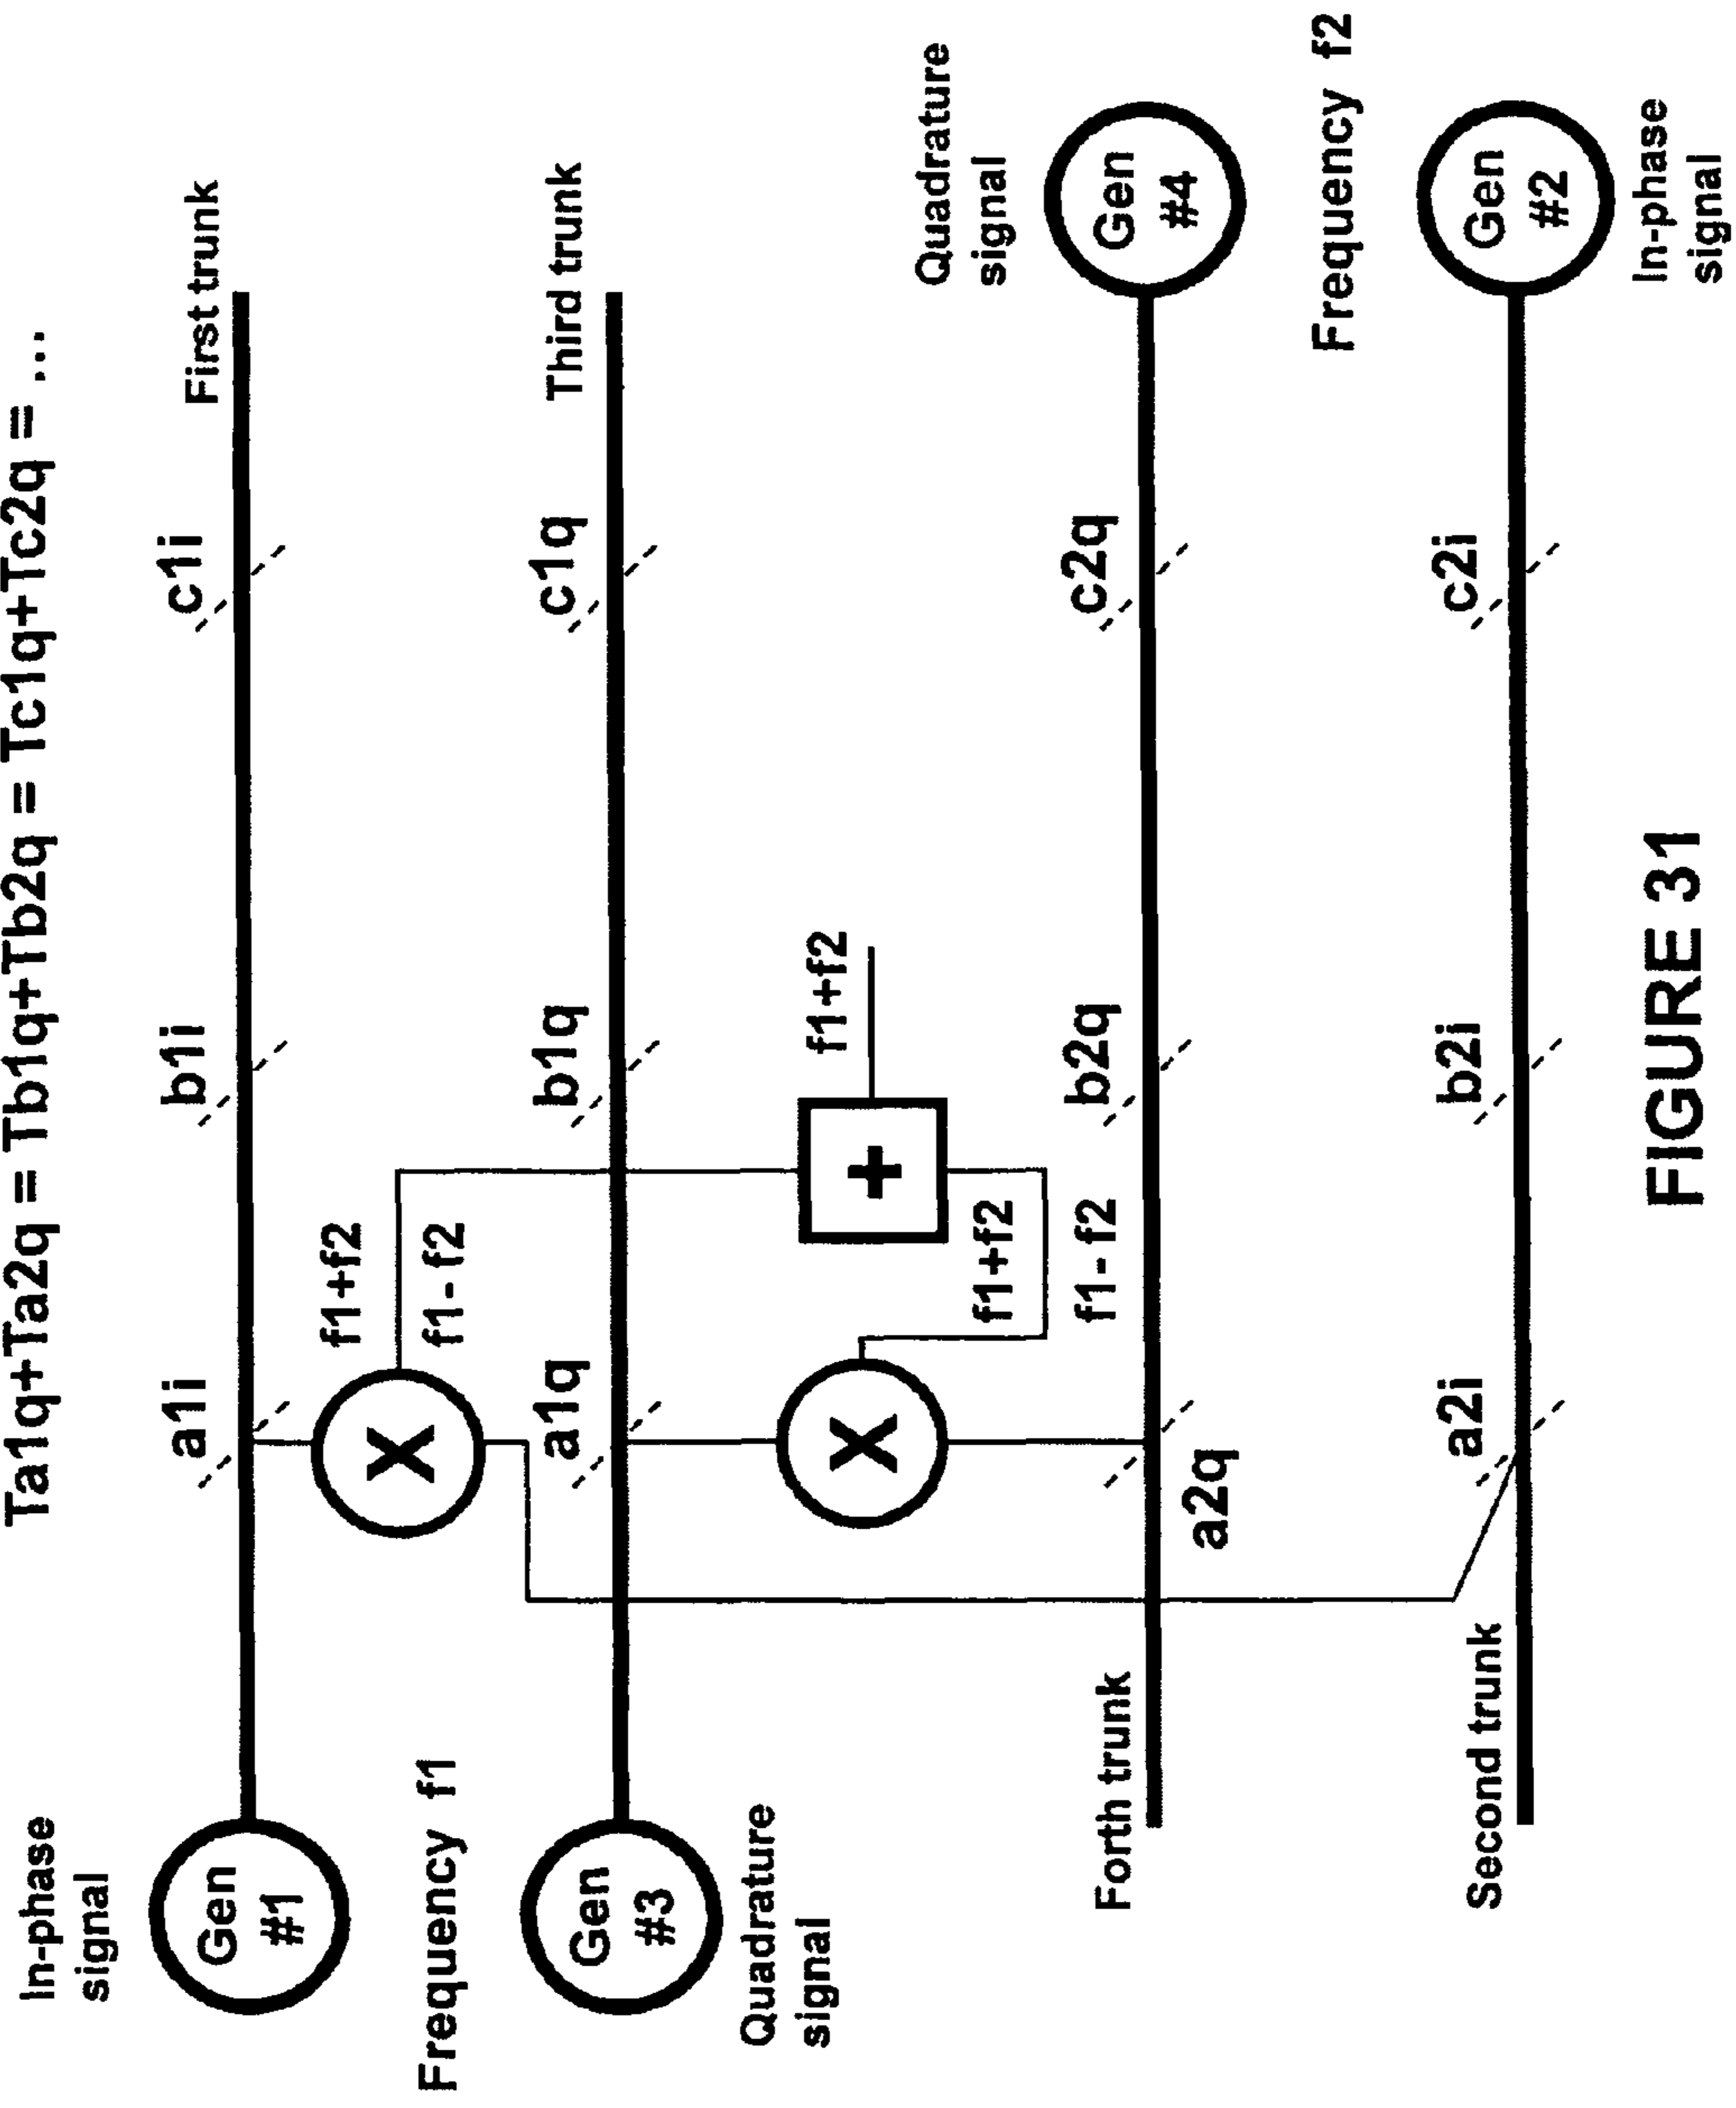 Ta1q+Ta2q = Tb1q+Tb2q = Tc1q+Tc2q = ...
In-phase
signal
Gen
#1
a1i
b1i
c1i
First trunk
Frequency f1
X
f1+f2
f1-f2
Gen
#3
a1q
b1q
c1q
Third trunk
Quadrature
signal
X
+
f1+f2
f1+f2
f1-f2
Quadrature
signal
Forth trunk
a2q
b2q
c2q
Gen
#4
Frequency f2
Second trunk
a2i
b2i
c2i
Gen
#2
In-phase
signal
FIGURE 31